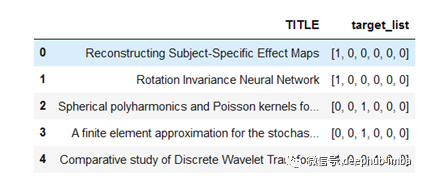 TITLE target_list
0 Reconstructing Subject-Specific Effect Maps [1, 0, 0, 0, 0, 0]
1 Rotation Invariance Neural Network [1, 0, 0, 0, 0, 0]
2 Spherical polyharmonics and Poisson kernels fo... [0, 0, 1, 0, 0, 0]
3 A finite element approximation for the stochas... [0, 0, 1, 0, 0, 0]
4 Comparative study of Discrete Wavelet